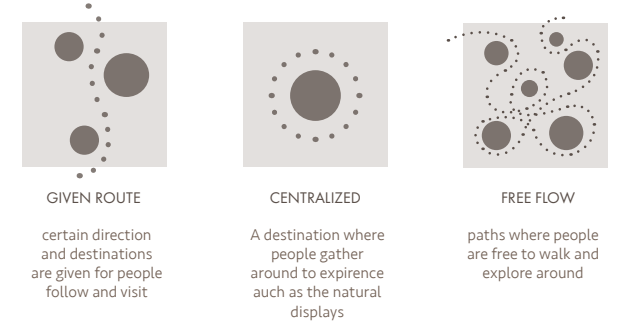 GIVEN ROUTE
certain direction
and destinations
are given for people
follow and visit
CENTRALIZED
A destination where
people gather
around to expirence
auch as the natural
displays
FREE FLOW
paths where people
are free to walk and
explore around